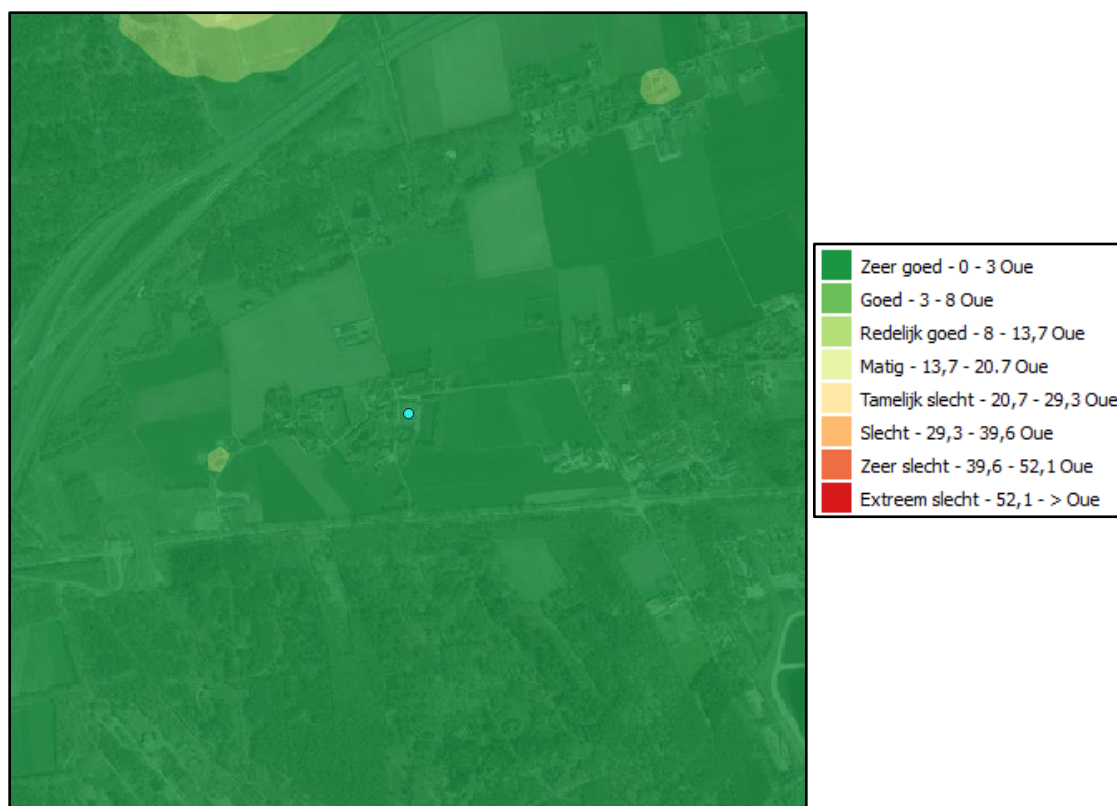 Zeer goed - 0 - 3 Oue
Goed - 3 - 8 Oue
Redelijk goed - 8 - 13,7 Oue
Matig - 13,7 - 20.7 Oue
Tamelijk slecht - 20,7 - 29,3 Oue
Slecht - 29,3 - 39,6 Oue
Zeer slecht - 39,6 - 52,1 Oue
Extreem slecht - 52,1 - > Oue